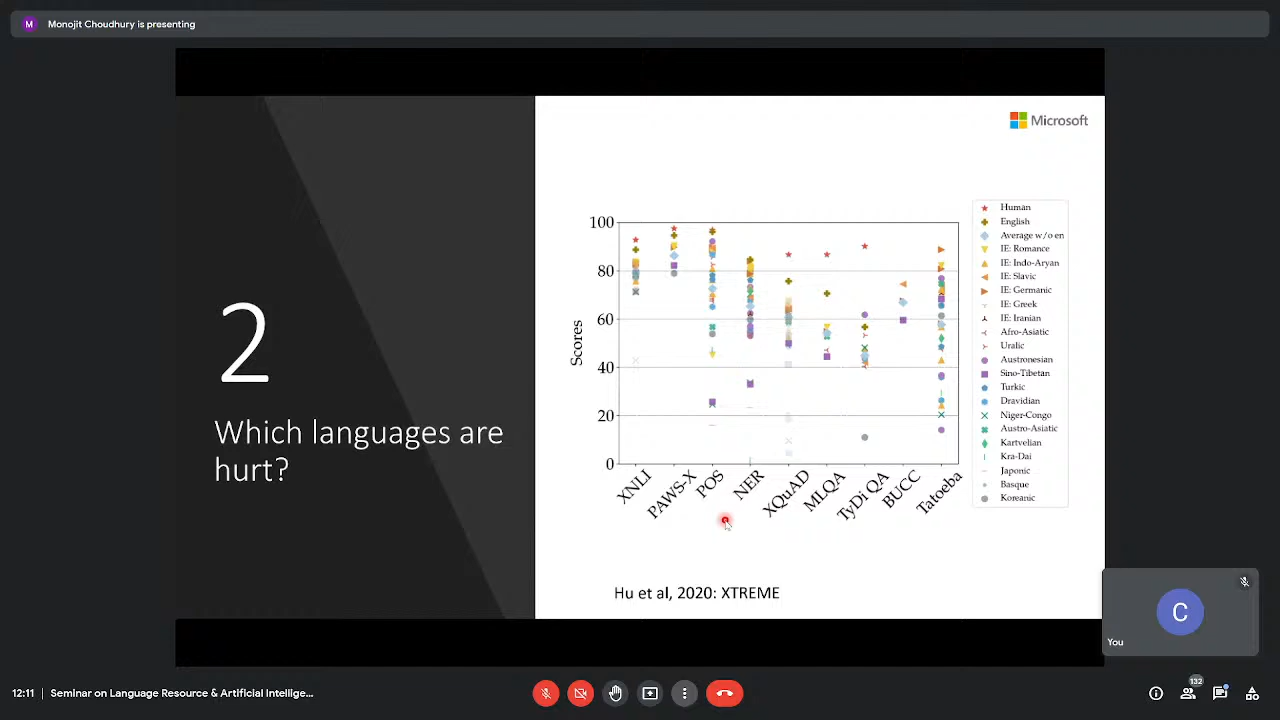 M Monojit Choudhury is presenting
Microsoft
2
Which languages are
hurt?
Scores
100
80
60
40
20
0
XNLI
PAWS-X
POS
NER
XQuAD
MLQA
TyDi QA
BUCC
Tatoeba
Human
English
Average w/o en
IE: Romance
IE: Indo-Aryan
IE: Slavic
IE: Germanic
IE: Greek
IE: Iranian
Afro-Asiatic
Uralic
Austronesian
Sino-Tibetan
Turkic
Dravidian
Niger-Congo
Austro-Asiatic
Kartvelian
Kra-Dai
Japonic
Basque
Koreanic
Hu et al, 2020: XTREME
C
You
12:11 | Seminar on Language Resource & Artificial Intellige...
132